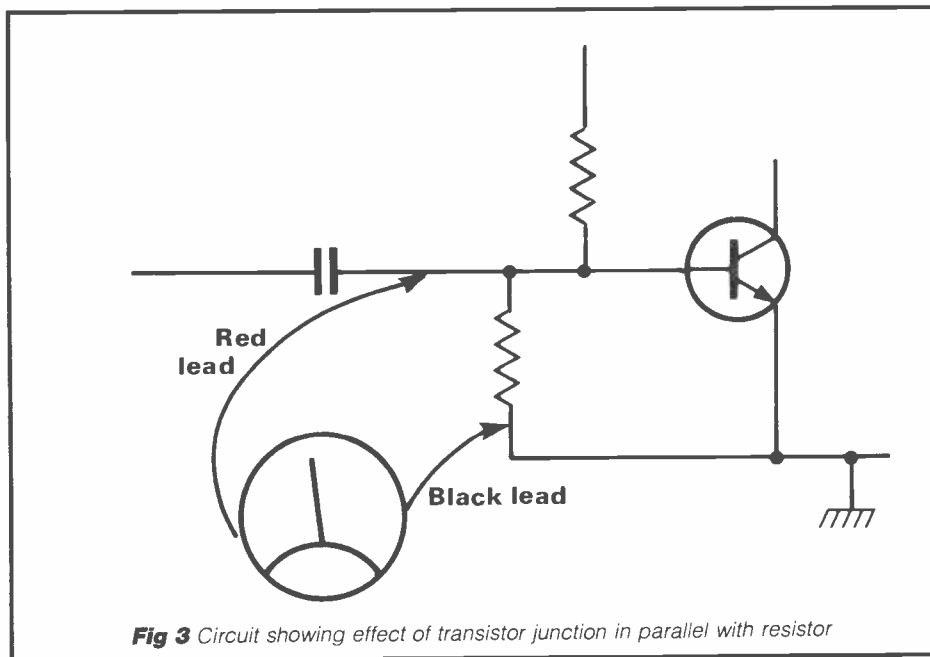 Red
lead
Black lead
Fig 3 Circuit showing effect of transistor junction in parallel with resistor